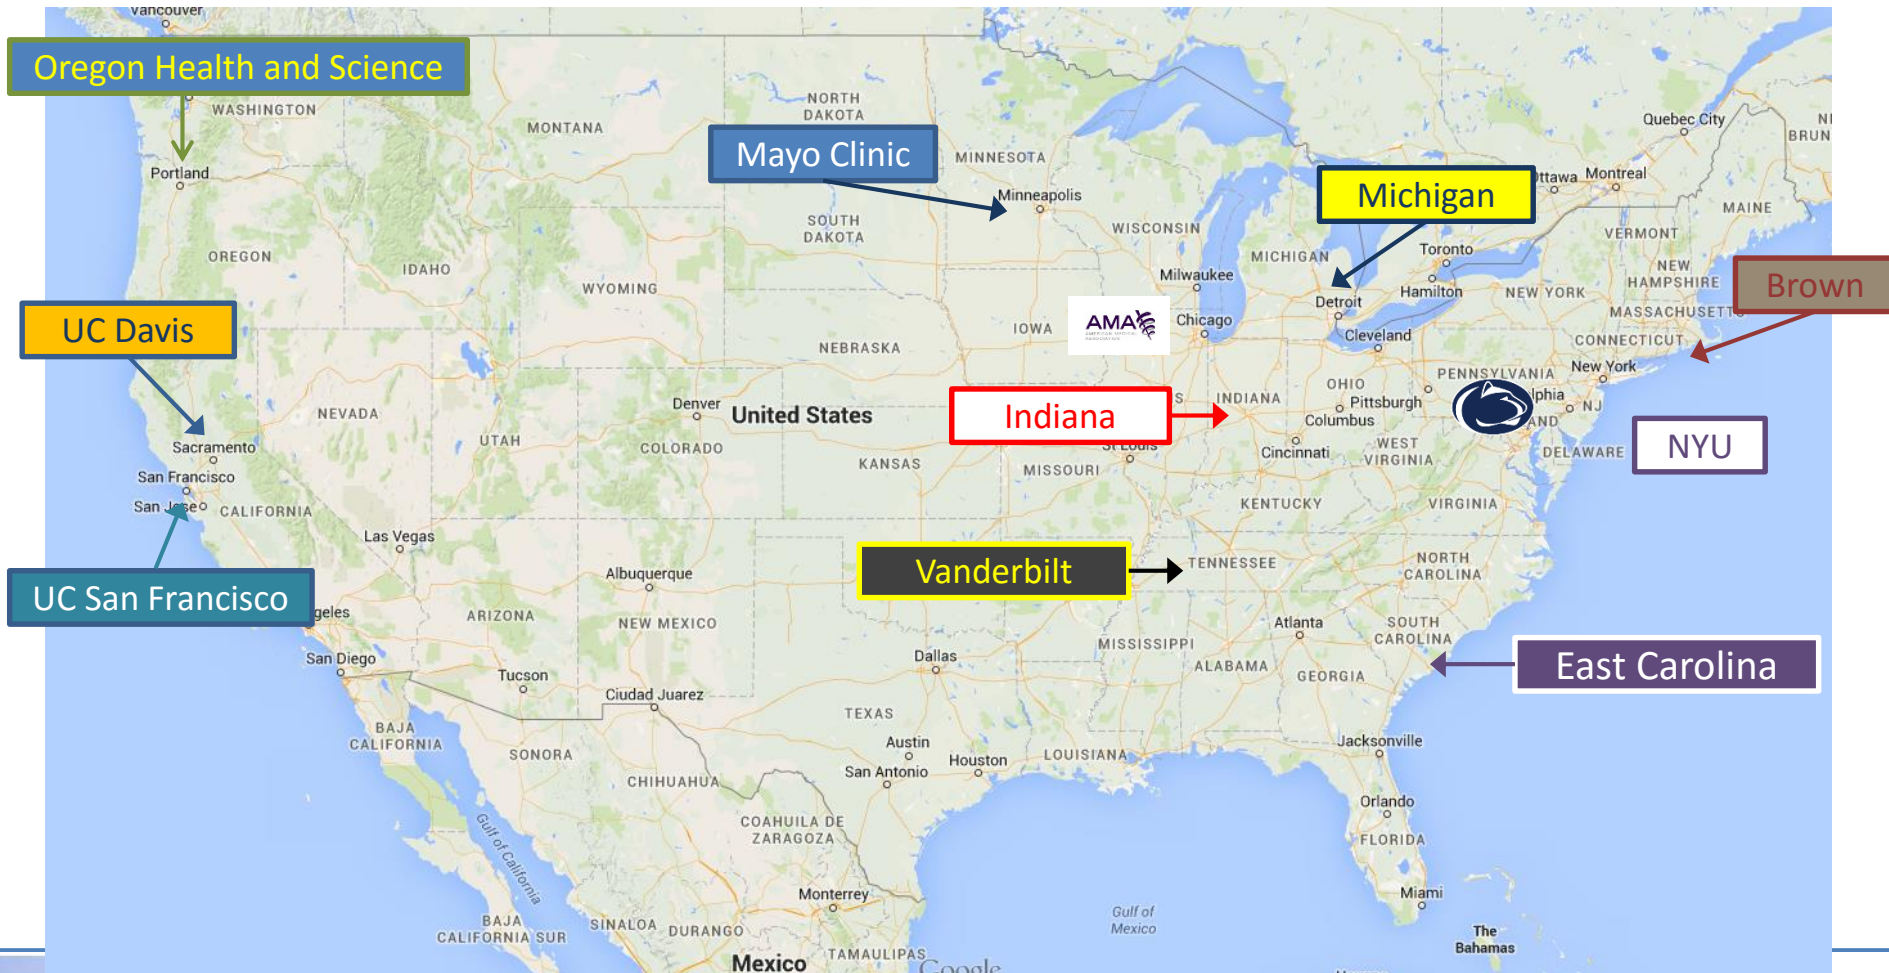 Vancouver
Oregon Health and Science
WASHINGTON
MONTANA
NORTH
DAKOTA
Quebec City
Mayo Clinic
MINNESOTA
Portland
Michigan
Montreal
Minneapolis
MAINE
SOUTH
DAKOTA
WISCONSIN
VERMONT
OREGON
IDAHO
MICHIGAN
Toronto
NEW
HAMPSHIRE
Brown
Milwaukee
WYOMING
Detroit
Hamilton
NEW YORK
MASSACHUSETT
UC Davis
IOWA
AMA
Chicago
Cleveland
CONNECTICUT
NEBRASKA
PENNSYLVANIA
New York
OHIO
Indiana
INDIANA
Pittsburgh
Columbus
NJ
NEVADA
Denver
United States
UTAH
COLORADO
Sacramento
KANSAS
MISSOURI
St Louis
Cincinnati
WEST
VIRGINIA
DELAWARE
NYU
San Francisco
San Jose
CALIFORNIA
KENTUCKY
VIRGINIA
Las Vegas
Vanderbilt
TENNESSEE
NORTH
CAROLINA
Albuquerque
UC San Francisco
geles
ARIZONA
NEW MEXICO
Atlanta
SOUTH
CAROLINA
MISSISSIPPI
San Diego
Dallas
ALABAMA
GEORGIA
East Carolina
Tucson
Ciudad Juarez
TEXAS
BAJA
CALIFORNIA
SONORA
Austin
San Antonio
Houston
LOUISIANA
Jacksonville
CHIHUAHUA
COAHUILA DE
ZARAGOZA
Orlando
FLORIDA
Gulf of California
Monterrey
Miami
BAJA
CALIFORNIA SUR
SINALOA
DURANGO
Gulf of
Mexico
The
Bahamas
TAMAULIPAS
Mexico
Google